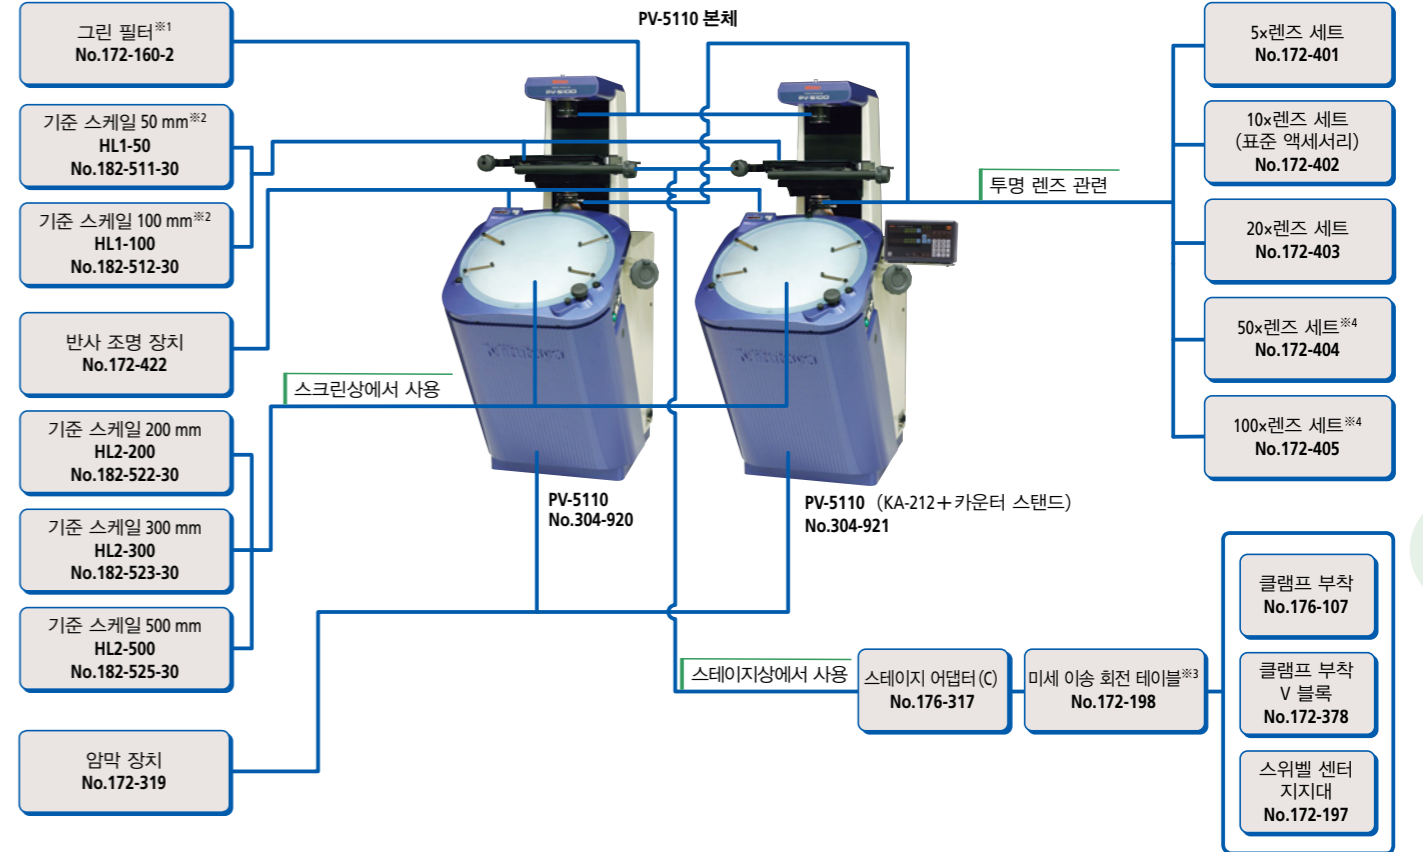 PV-5110 본체
그린 필터※1
No.172-160-2
기준 스케일 50 mm※2
HL1-50
No.182-511-30
기준 스케일 100 mm※2
HL1-100
No.182-512-30
반사 조명 장치
No.172-422
스크린상에서 사용
기준 스케일 200 mm
HL2-200
No.182-522-30
기준 스케일 300 mm
HL2-300
No.182-523-30
기준 스케일 500 mm
HL2-500
No.182-525-30
암막 장치
No.172-319
Mitutoyo
Mitutoyo
PV-5110
No.304-920
PV-5110 (KA-212+카운터 스탠드)
No.304-921
투명 렌즈 관련
5×렌즈 세트
No.172-401
10×렌즈 세트
(표준 액세서리)
No.172-402
20×렌즈 세트
No.172-403
50×렌즈 세트※4
No.172-404
100×렌즈 세트※4
No.172-405
스테이지상에서 사용
스테이지 어댑터(C)
No.176-317
미세 이송 회전 테이블※3
No.172-198
클램프 부착
No.176-107
클램프 부착
V 블록
No.172-378
스위벨 센터
지지대
No.172-197